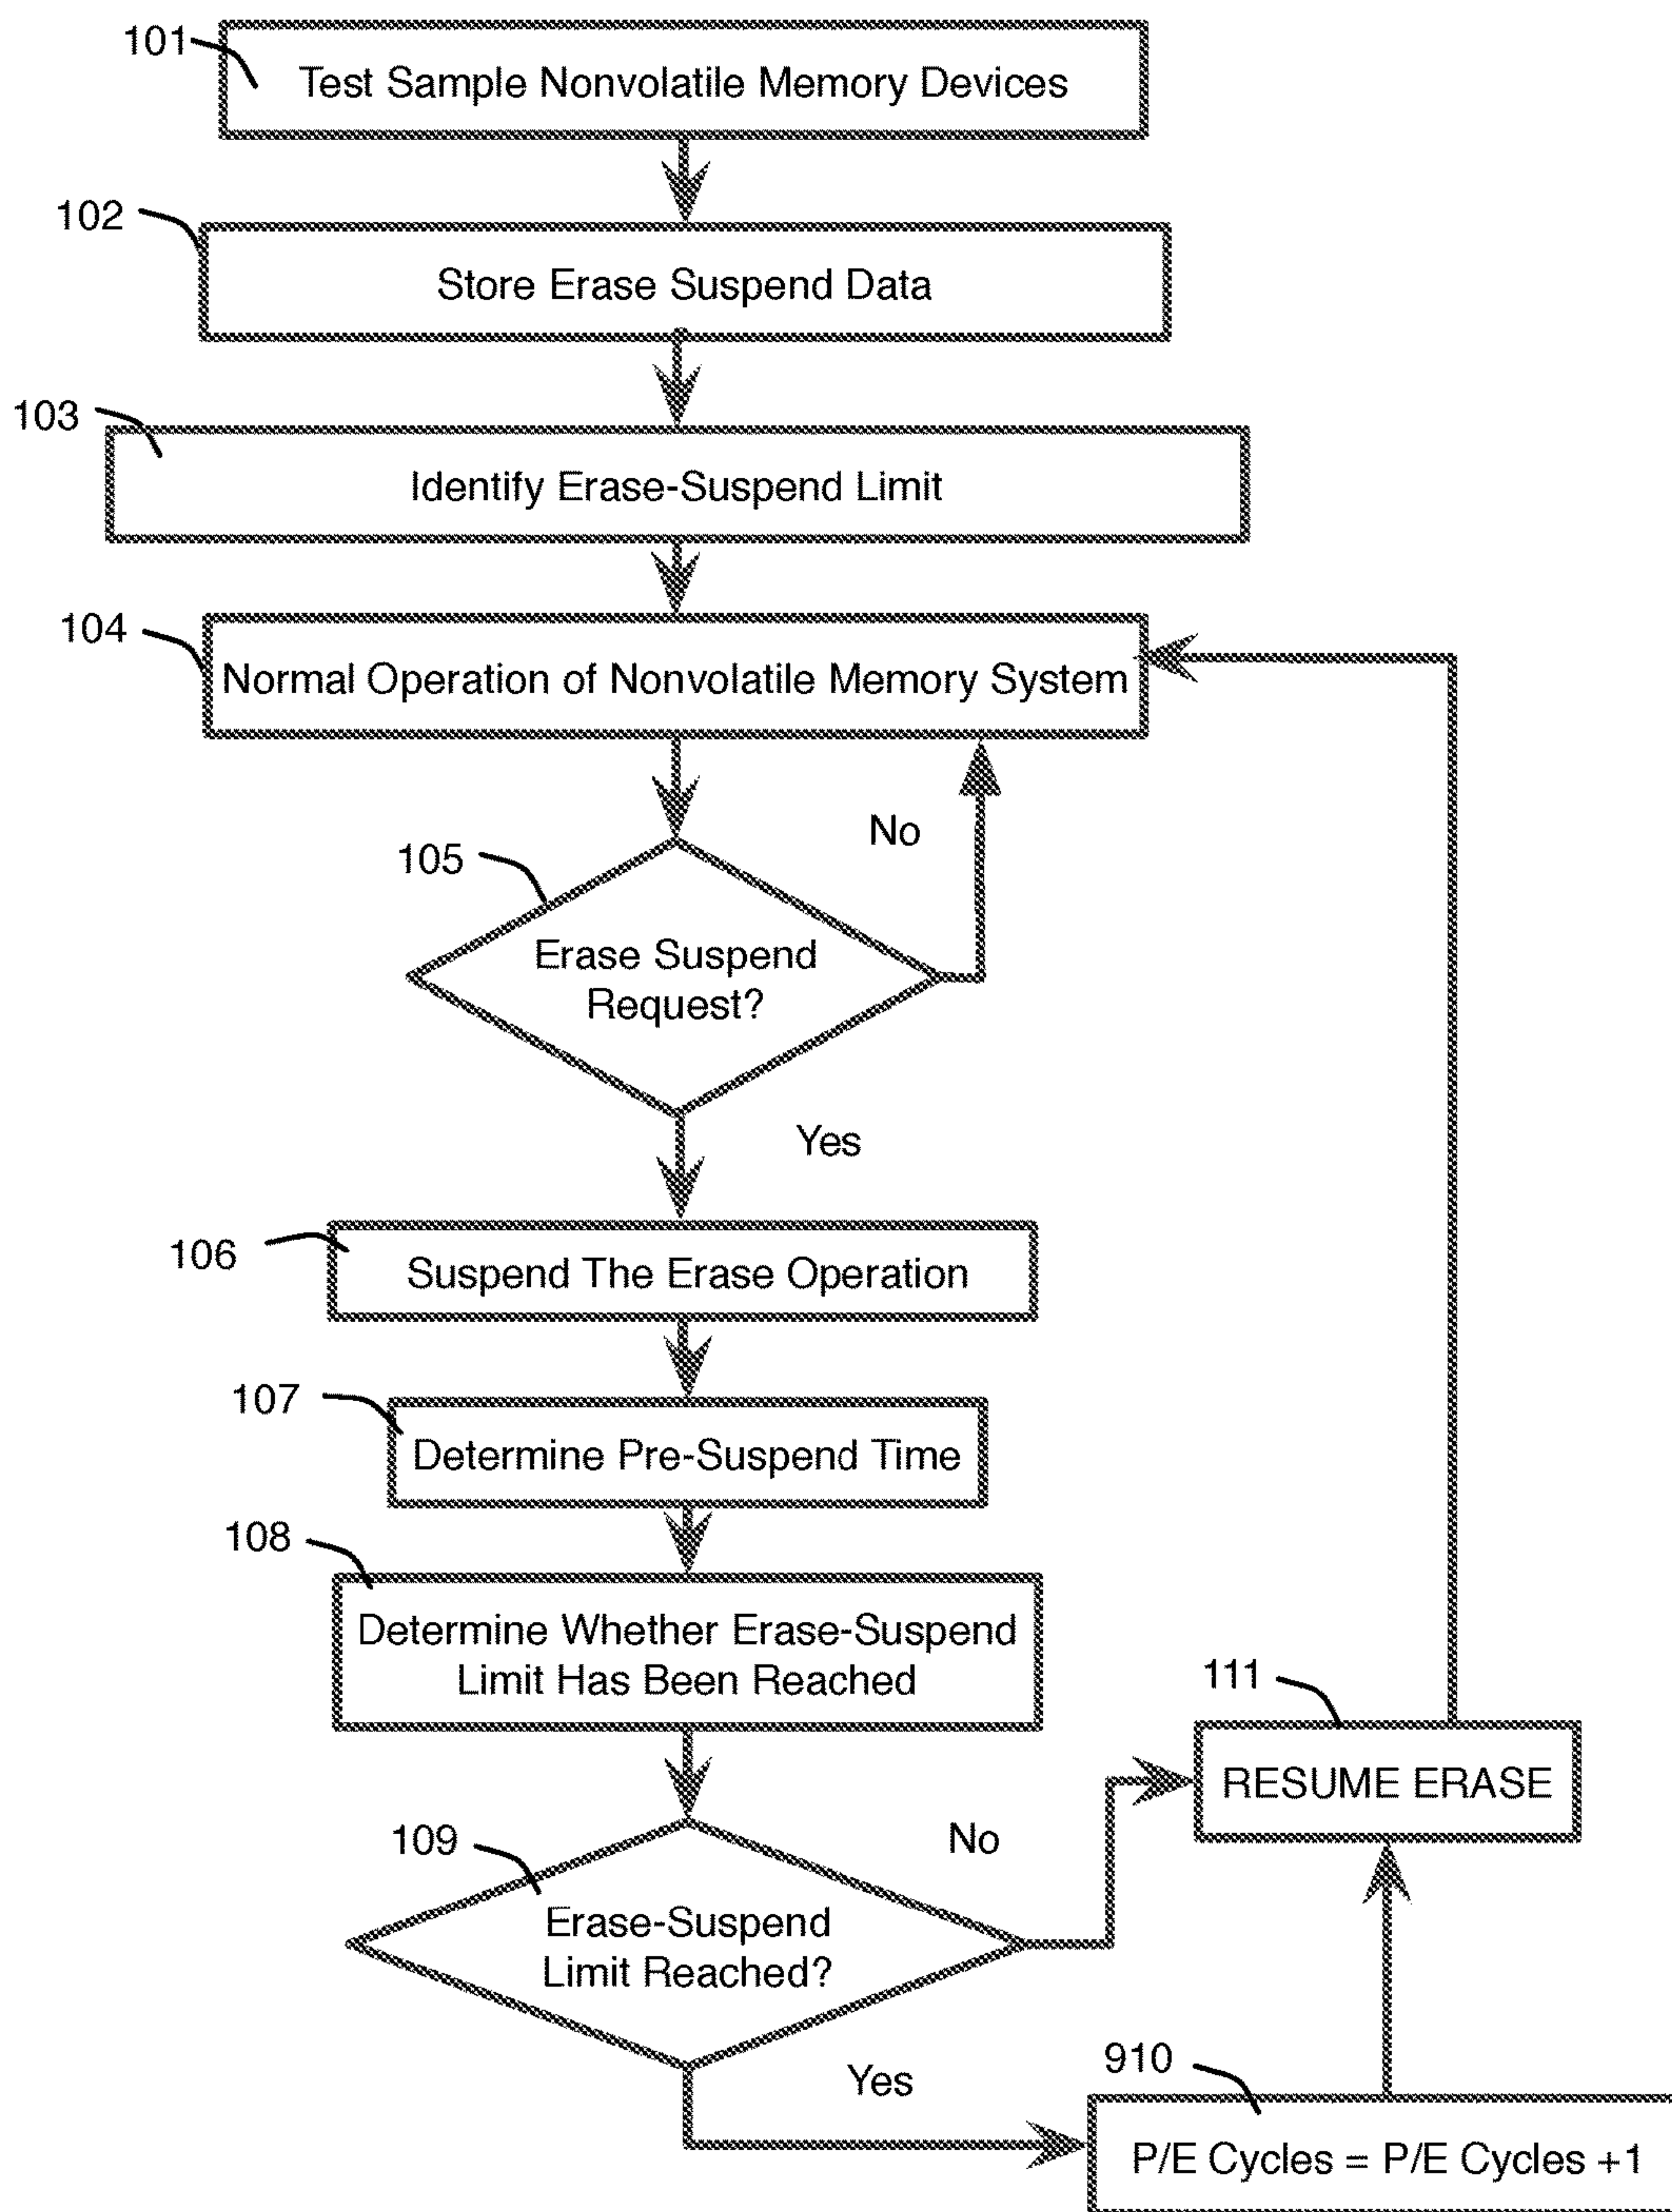 101
Test Sample Nonvolatile Memory Devices
102
Store Erase Suspend Data
103
Identify Erase-Suspend Limit
104
Normal Operation of Nonvolatile Memory System
No
105
Erase Suspend
Request?
Yes
106
Suspend The Erase Operation
107
Determine Pre-Suspend Time
108
Determine Whether Erase-Suspend
Limit Has Been Reached
111
RESUME ERASE
109
No
Erase-Suspend
Limit Reached?
Yes
910
P/E Cycles = P/E Cycles +1